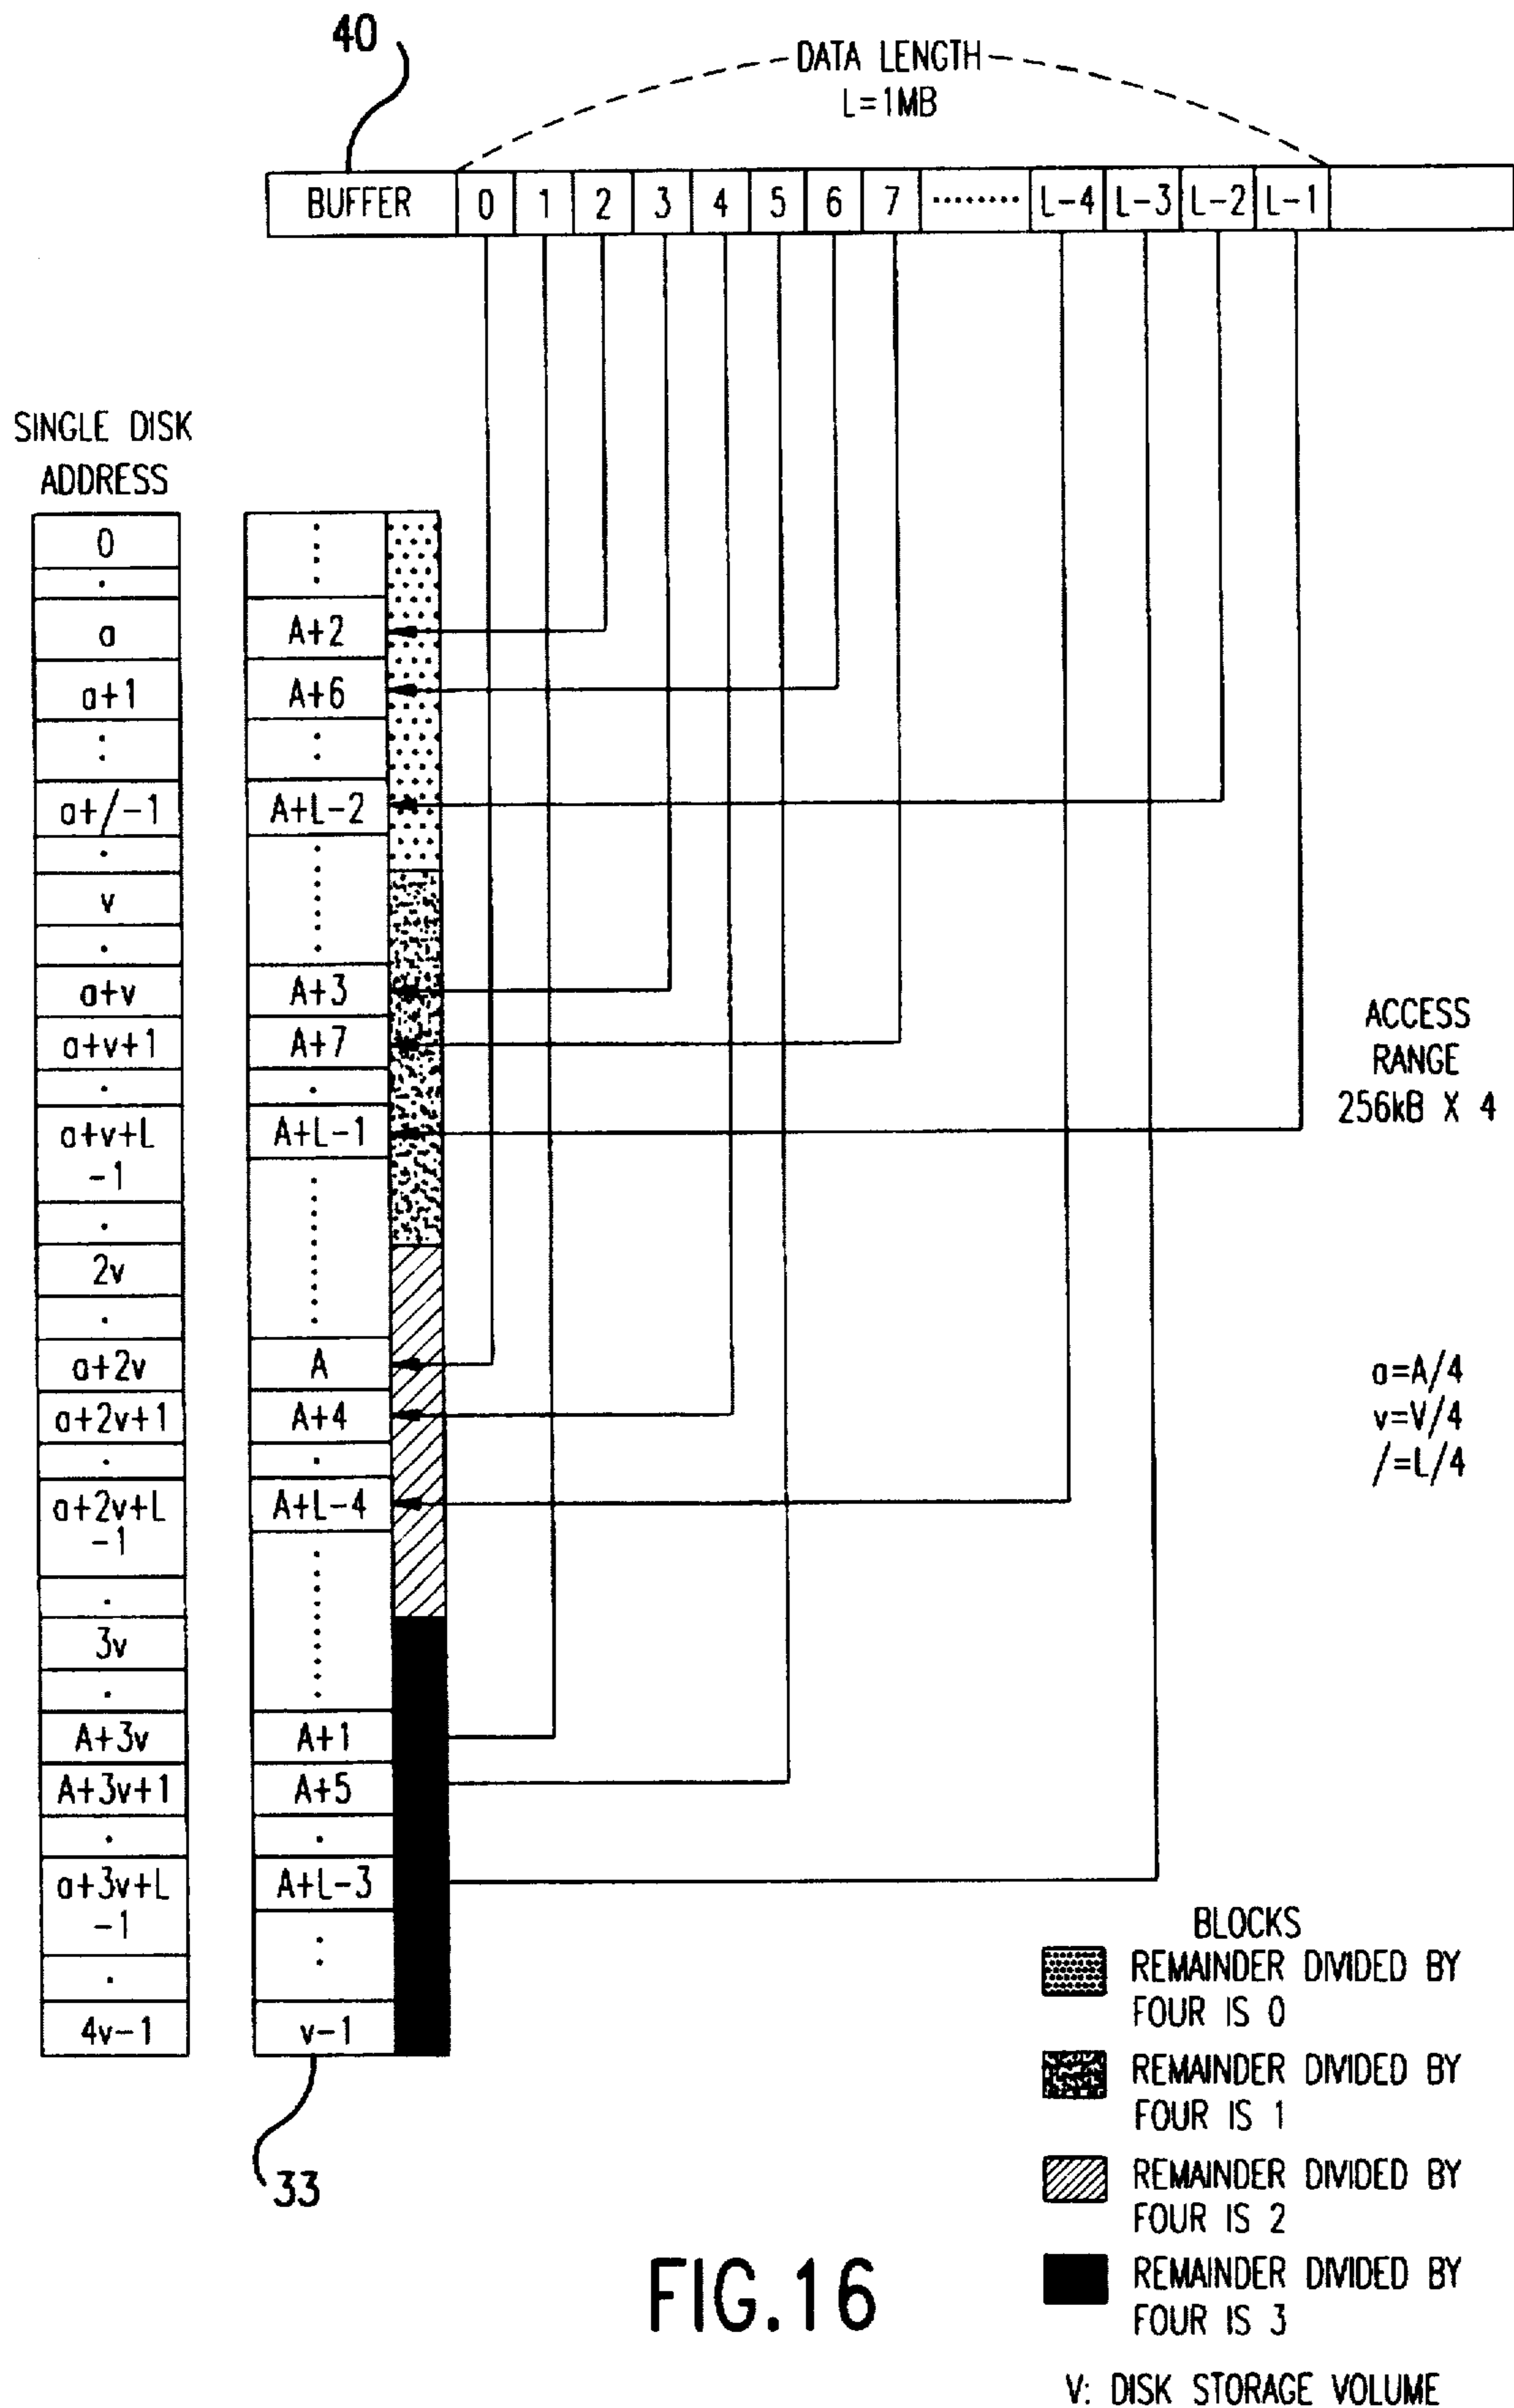 40
DATA LENGTH
L=1MB
BUFFER 0 1 2 3 4 5 6 7 ........ L-4 L-3 L-2 L-1
SINGLE DISK
ADDRESS
0
a A+2
a+1 A+6
a+/-1 A+L-2
v
a+v A+3
a+v+1 A+7
a+v+L
-1
A+L-1
2v
a+2v A
a+2v+1 A+4
a+2v+L
-1
A+L-4
3v
A+3v A+1
A+3v+1 A+5
a+3v+L
-1
A+L-3
4v-1 v-1
33
ACCESS
RANGE
256kB X 4
a=A/4
v=V/4
/=L/4
BLOCKS
REMAINDER DIVIDED BY
FOUR IS 0
REMAINDER DIVIDED BY
FOUR IS 1
REMAINDER DIVIDED BY
FOUR IS 2
REMAINDER DIVIDED BY
FOUR IS 3
V: DISK STORAGE VOLUME
FIG.16